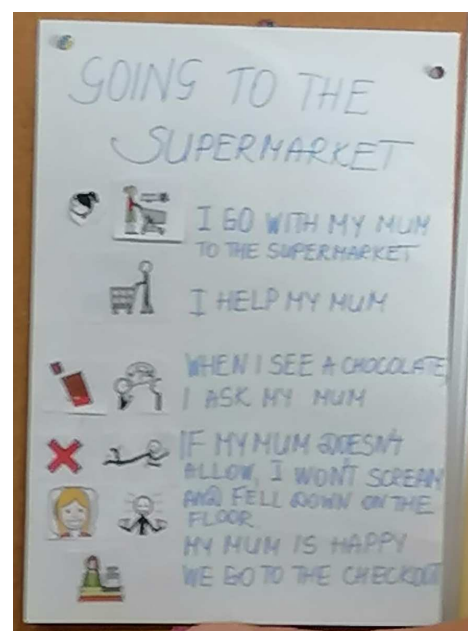 GOING TO THE
SUPERMARKET
I GO WITH MY MUM
TO THE SUPERMARKET
I HELP MY MUM
WHEN I SEE A CHOCOLATE,
I ASK MY MUM
IF MY MUM DOESN'T
ALLOW, I WON'T SCREAM
AND FELL DOWN ON THE
FLOOR.
MY MUM IS HAPPY
WE GO TO THE CHECKOUT